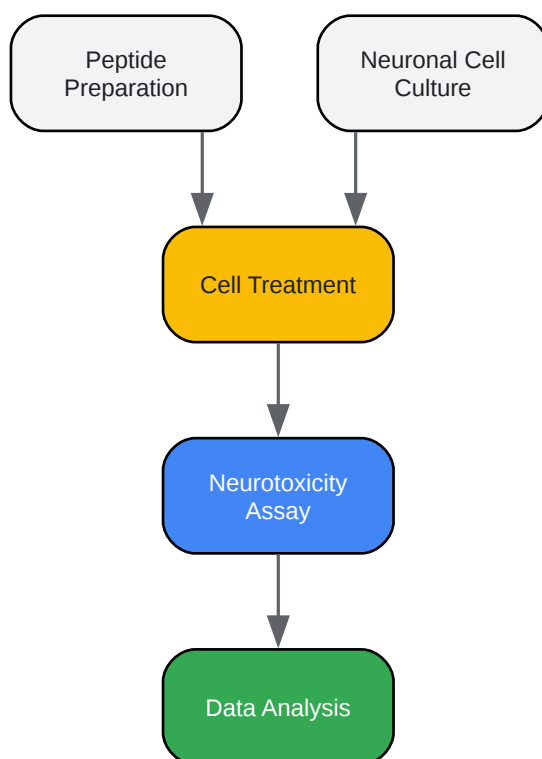 Peptide
Preparation
Neuronal Cell
Culture
Cell Treatment
Neurotoxicity
Assay
Data Analysis